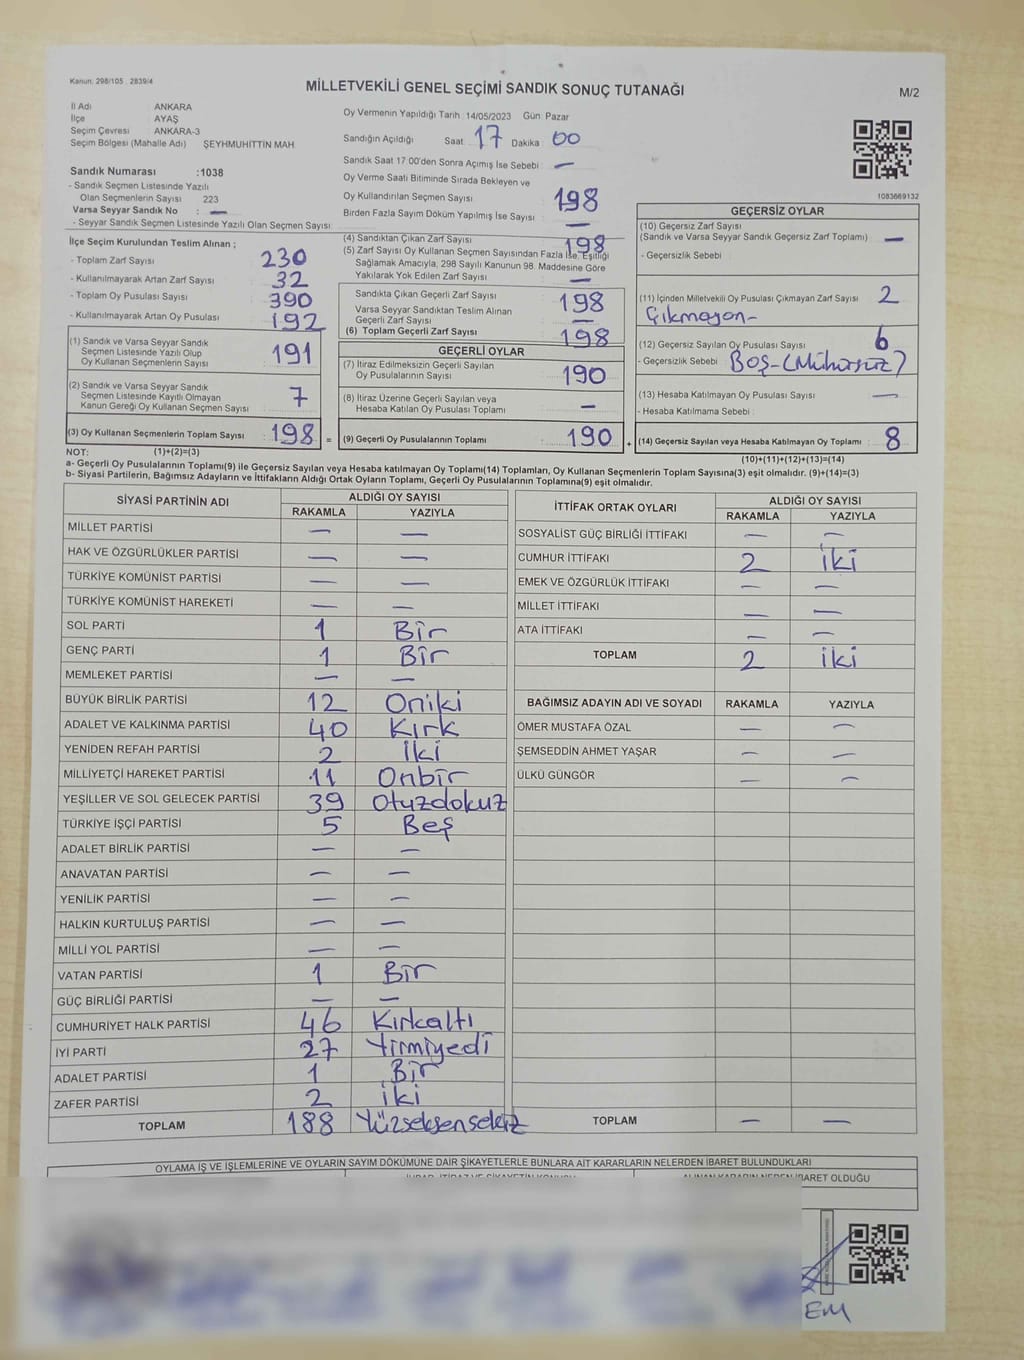 Kanun: 298/105 2839/4
MİLLETVEKİLİ GENEL SEÇİMİ SANDIK SONUÇ TUTANAĞI
M/2
İl Adı ANKARA
İlçe AYAŞ
Seçim Çevresi ANKARA-3
Seçim Bölgesi (Mahalle Adı) ŞEYHMUHİTTİN MAH
Oy Vermenin Yapıldığı Tarih 14/05/2023 Gün: Pazar
Sandığın Açıldığı Saat 17 Dakika 00
Sandık Saat 17.00'den Sonra Açımış İse Sebebi : —
Oy Verme Saati Bitiminde Sırada Bekleyen ve
Oy Kullandırılan Seçmen Sayısı 198
Birden Fazla Sayım Döküm Yapılmış İse Sayısı —
1083669132
Sandık Numarası :1038
- Sandık Seçmen Listesinde Yazılı
Olan Seçmenlerin Sayısı 223
Varsa Seyyar Sandık No : —
- Seyyar Sandık Seçmen Listesinde Yazılı Olan Seçmen Sayısı
İlçe Seçim Kurulundan Teslim Alınan ;
- Toplam Zarf Sayısı 230
- Kullanılmayarak Artan Zarf Sayısı 32
- Toplam Oy Pusulası Sayısı 390
- Kullanılmayarak Artan Oy Pusulası 192
(1) Sandık ve Varsa Seyyar Sandık
Seçmen Listesinde Yazılı Olup
Oy Kullanan Seçmenlerin Sayısı 191
(2) Sandık ve Varsa Seyyar Sandık
Seçmen Listesinde Kayıtlı Olmayan
Kanun Gereği Oy Kullanan Seçmen Sayısı 7
(3) Oy Kullanan Seçmenlerin Toplam Sayısı 198 =
(4) Sandıktan Çıkan Zarf Sayısı 198
(5) Zarf Sayısı Oy Kullanan Seçmen Sayısından Fazla İse, Eşitliği
Sağlamak Amacıyla, 298 Sayılı Kanunun 98. Maddesine Göre
Yakılarak Yok Edilen Zarf Sayısı —
Sandıkta Çıkan Geçerli Zarf Sayısı 198
Varsa Seyyar Sandıktan Teslim Alınan
Geçerli Zarf Sayısı —
(6) Toplam Geçerli Zarf Sayısı 198
GEÇERLİ OYLAR
(7) İtiraz Edilmeksizin Geçerli Sayılan
Oy Pusulalarının Sayısı 190
(8) İtiraz Üzerine Geçerli Sayılan veya
Hesaba Katılan Oy Pusulası Toplamı —
(9) Geçerli Oy Pusulalarının Toplamı 190 +
GEÇERSİZ OYLAR
(10) Geçersiz Zarf Sayısı
(Sandık ve Varsa Seyyar Sandık Geçersiz Zarf Toplamı) —
- Geçersizlik Sebebi
(11) İçinden Milletvekili Oy Pusulası Çıkmayan Zarf Sayısı 2
Çıkmayan-
(12) Geçersiz Sayılan Oy Pusulası Sayısı 6
- Geçersizlik Sebebi Boş-(Mühürsüz)
(13) Hesaba Katılmayan Oy Pusulası Sayısı —
- Hesaba Katılmama Sebebi
(14) Geçersiz Sayılan veya Hesaba Katılmayan Oy Toplamı 8
NOT: (1)+(2)=(3) (10)+(11)+(12)+(13)=(14)
a- Geçerli Oy Pusulalarının Toplamı(9) ile Geçersiz Sayılan veya Hesaba katılmayan Oy Toplamı(14) Toplamları, Oy Kullanan Seçmenlerin Toplam Sayısına(3) eşit olmalıdır. (9)+(14)=(3)
b- Siyasi Partilerin, Bağımsız Adayların ve İttifakların Aldığı Ortak Oyların Toplamı, Geçerli Oy Pusulalarının Toplamına(9) eşit olmalıdır.
SİYASİ PARTİNİN ADI ALDIĞI OY SAYISI
RAKAMLA YAZIYLA
MİLLET PARTİSİ — —
HAK VE ÖZGÜRLÜKLER PARTİSİ — —
TÜRKİYE KOMÜNİST PARTİSİ — —
TÜRKİYE KOMÜNİST HAREKETİ — —
SOL PARTİ 1 Bir
GENÇ PARTİ 1 Bir
MEMLEKET PARTİSİ — —
BÜYÜK BİRLİK PARTİSİ 12 Oniki
ADALET VE KALKINMA PARTİSİ 40 Kırk
YENİDEN REFAH PARTİSİ 2 İki
MİLLİYETÇİ HAREKET PARTİSİ 11 Onbir
YEŞİLLER VE SOL GELECEK PARTİSİ 39 Otuzdokuz
TÜRKİYE İŞÇİ PARTİSİ 5 Beş
ADALET BİRLİK PARTİSİ — —
ANAVATAN PARTİSİ — —
YENİLİK PARTİSİ — —
HALKIN KURTULUŞ PARTİSİ — —
MİLLİ YOL PARTİSİ — —
VATAN PARTİSİ 1 Bir
GÜÇ BİRLİĞİ PARTİSİ — —
CUMHURİYET HALK PARTİSİ 46 Kırkaltı
İYİ PARTİ 27 Yirmiyedi
ADALET PARTİSİ 1 Bir
ZAFER PARTİSİ 2 İki
TOPLAM 188 Yüzseksensekiz
İTTİFAK ORTAK OYLARI ALDIĞI OY SAYISI
RAKAMLA YAZIYLA
SOSYALİST GÜÇ BİRLİĞİ İTTİFAKI — —
CUMHUR İTTİFAKI 2 İki
EMEK VE ÖZGÜRLÜK İTTİFAKI — —
MİLLET İTTİFAKI — —
ATA İTTİFAKI — —
TOPLAM 2 İki
BAĞIMSIZ ADAYIN ADI VE SOYADI RAKAMLA YAZIYLA
ÖMER MUSTAFA ÖZAL — —
ŞEMSEDDİN AHMET YAŞAR — —
ÜLKÜ GÜNGÖR — —
TOPLAM — —
OYLAMA İŞ VE İŞLEMLERİNE VE OYLARIN SAYIM DÖKÜMÜNE DAİR ŞİKAYETLERLE BUNLARA AİT KARARLARIN NELERDEN İBARET BULUNDUKLARI
İBARET OLDUĞU
EM